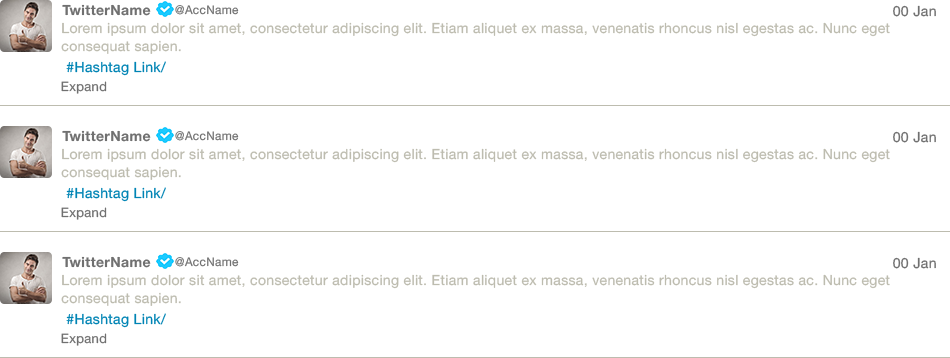 TwitterName @AccName 00 Jan
Lorem ipsum dolor sit amet, consectetur adipiscing elit. Etiam aliquet ex massa, venenatis rhoncus nisl egestas ac. Nunc eget
consequat sapien.
#Hashtag Link/
Expand
TwitterName @AccName 00 Jan
Lorem ipsum dolor sit amet, consectetur adipiscing elit. Etiam aliquet ex massa, venenatis rhoncus nisl egestas ac. Nunc eget
consequat sapien.
#Hashtag Link/
Expand
TwitterName @AccName 00 Jan
Lorem ipsum dolor sit amet, consectetur adipiscing elit. Etiam aliquet ex massa, venenatis rhoncus nisl egestas ac. Nunc eget
consequat sapien.
#Hashtag Link/
Expand